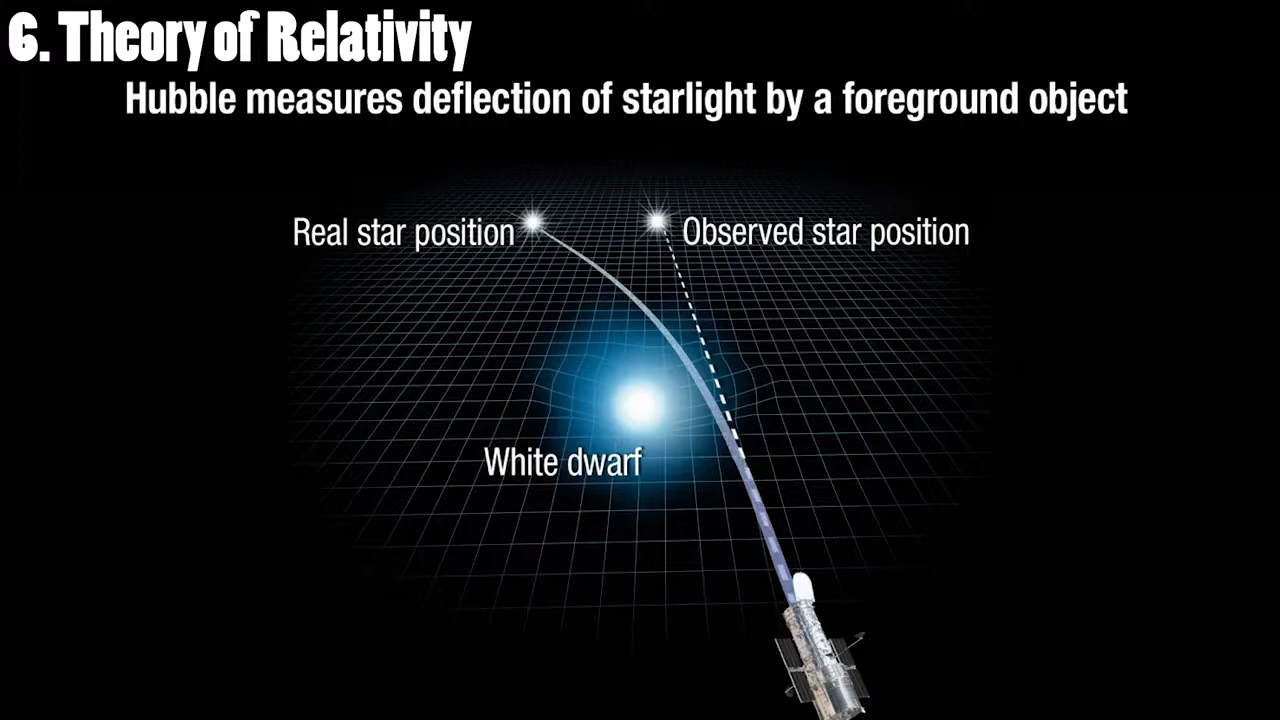 6. Theory of Relativity
Hubble measures deflection of starlight by a foreground object
Real star position
Observed star position
White dwarf